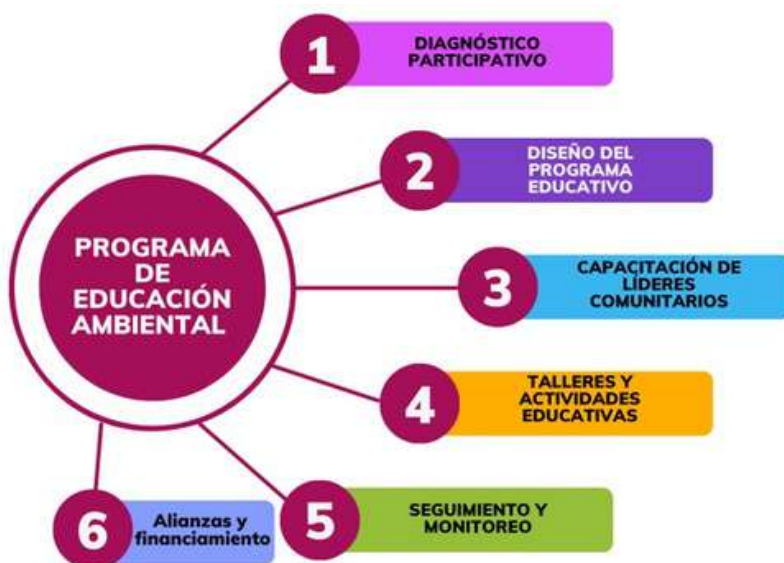 1
DIAGNÓSTICO
PARTICIPATIVO
2
DISEÑO DEL
PROGRAMA
EDUCATIVO
PROGRAMA
DE
EDUCACIÓN
AMBIENTAL
3
CAPACITACIÓN DE
LÍDERES
COMUNITARIOS
4
TALLERES Y
ACTIVIDADES
EDUCATIVAS
5
SEGUIMIENTO Y
MONITOREO
6
Alianzas y
financiamiento